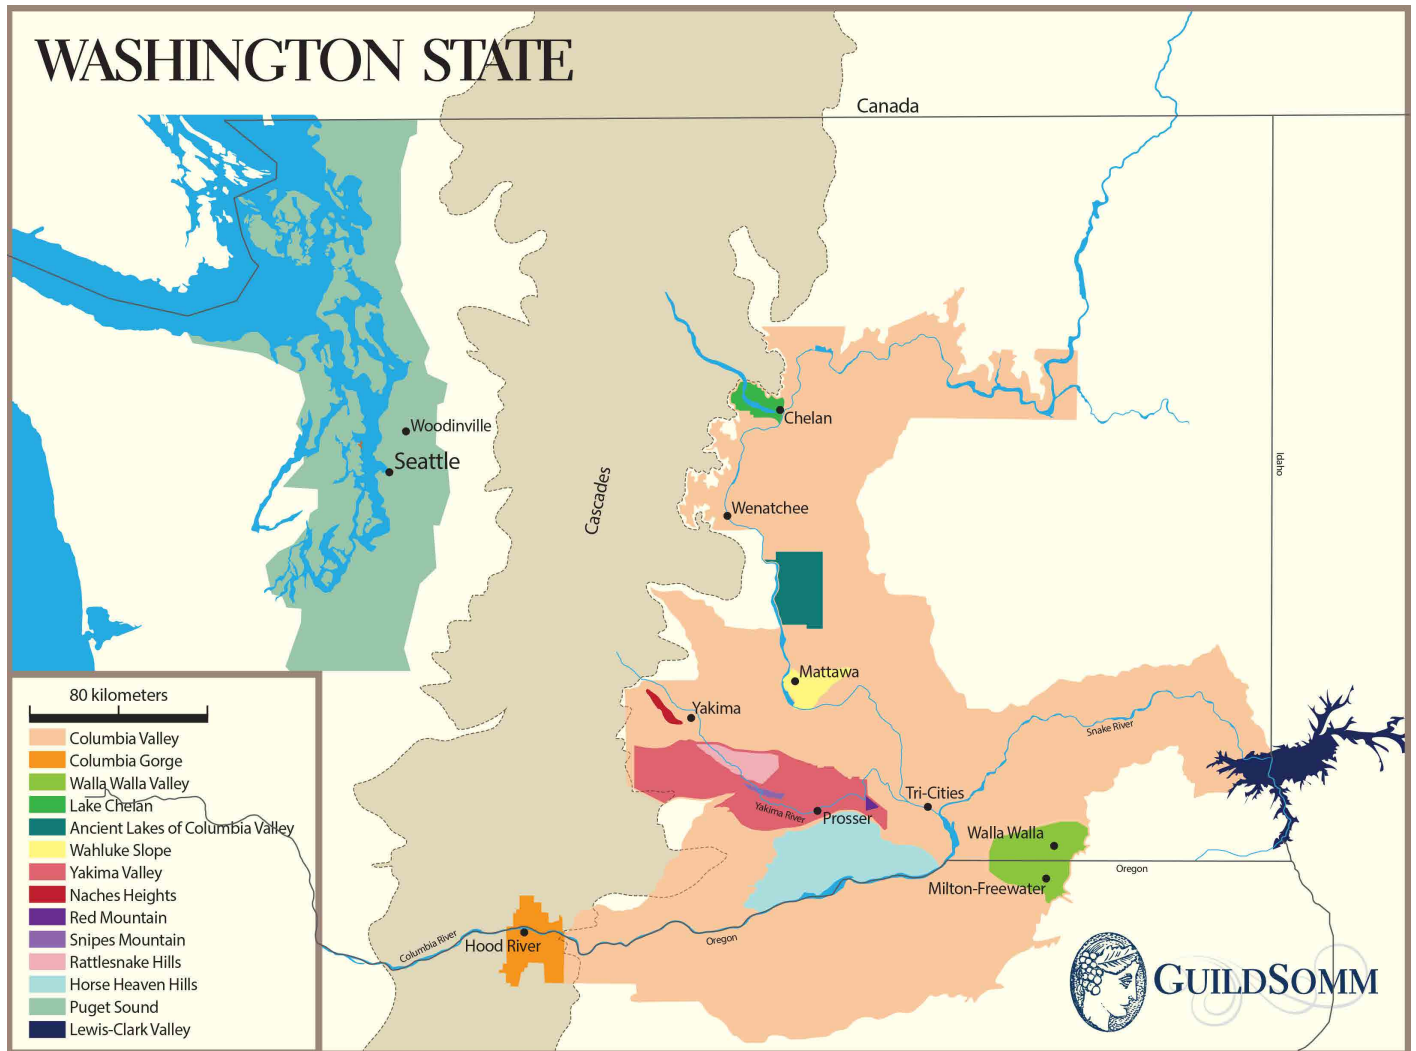 WASHINGTON STATE
Canada
Woodinville
Seattle
Cascades
Chelan
Wenatchee
Idaho
Mattawa
Yakima
Snake River
Tri-Cities
Yakima River
Prosser
Walla Walla
Oregon
Milton-Freewater
Columbia River
Hood River
Oregon
80 kilometers
Columbia Valley
Columbia Gorge
Walla Walla Valley
Lake Chelan
Ancient Lakes of Columbia Valley
Wahluke Slope
Yakima Valley
Naches Heights
Red Mountain
Snipes Mountain
Rattlesnake Hills
Horse Heaven Hills
Puget Sound
Lewis-Clark Valley
GUILDSOMM